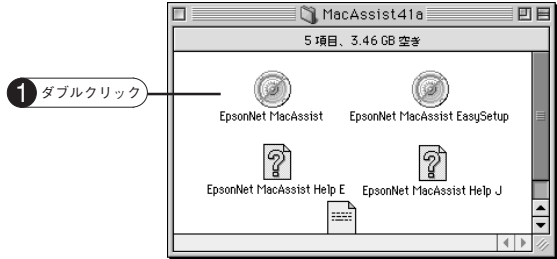 MacAssist41a
5 項目、3.46 GB 空き
1 ダブルクリック
EpsonNet MacAssist
EpsonNet MacAssist EasySetup
EpsonNet MacAssist Help E
EpsonNet MacAssist Help J